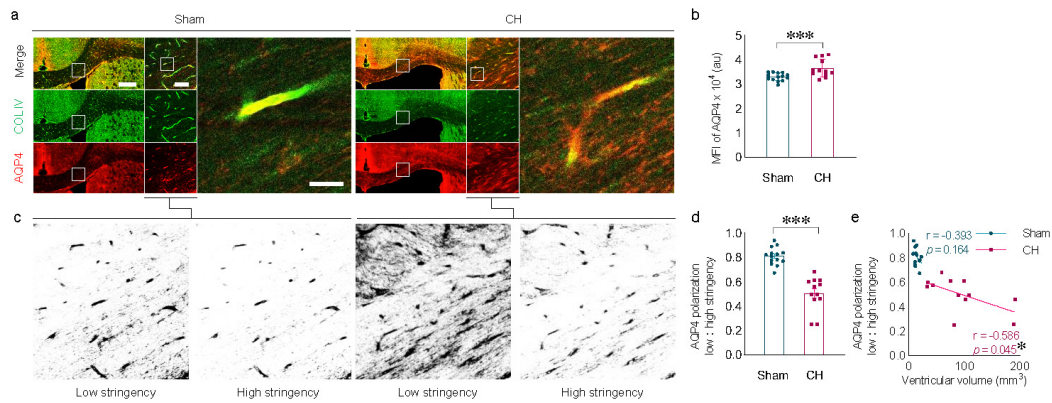 a
Sham
CH
Merge
COLIV
AQP4
b
***
MFI of AQP4 x 10⁴ (au)
5
4
3
2
1
0
Sham
CH
c
Low stringency
High stringency
Low stringency
High stringency
d
***
AQP4 polarization
low : high stringency
1.0
0.8
0.6
0.4
0.2
0.0
Sham
CH
e
AQP4 polarization
low : high stringency
1.0
0.8
0.6
0.4
0.2
0.0
r = -0.393
p = 0.164
Sham
CH
r = -0.586
p = 0.045*
0
100
200
Ventricular volume (mm³)